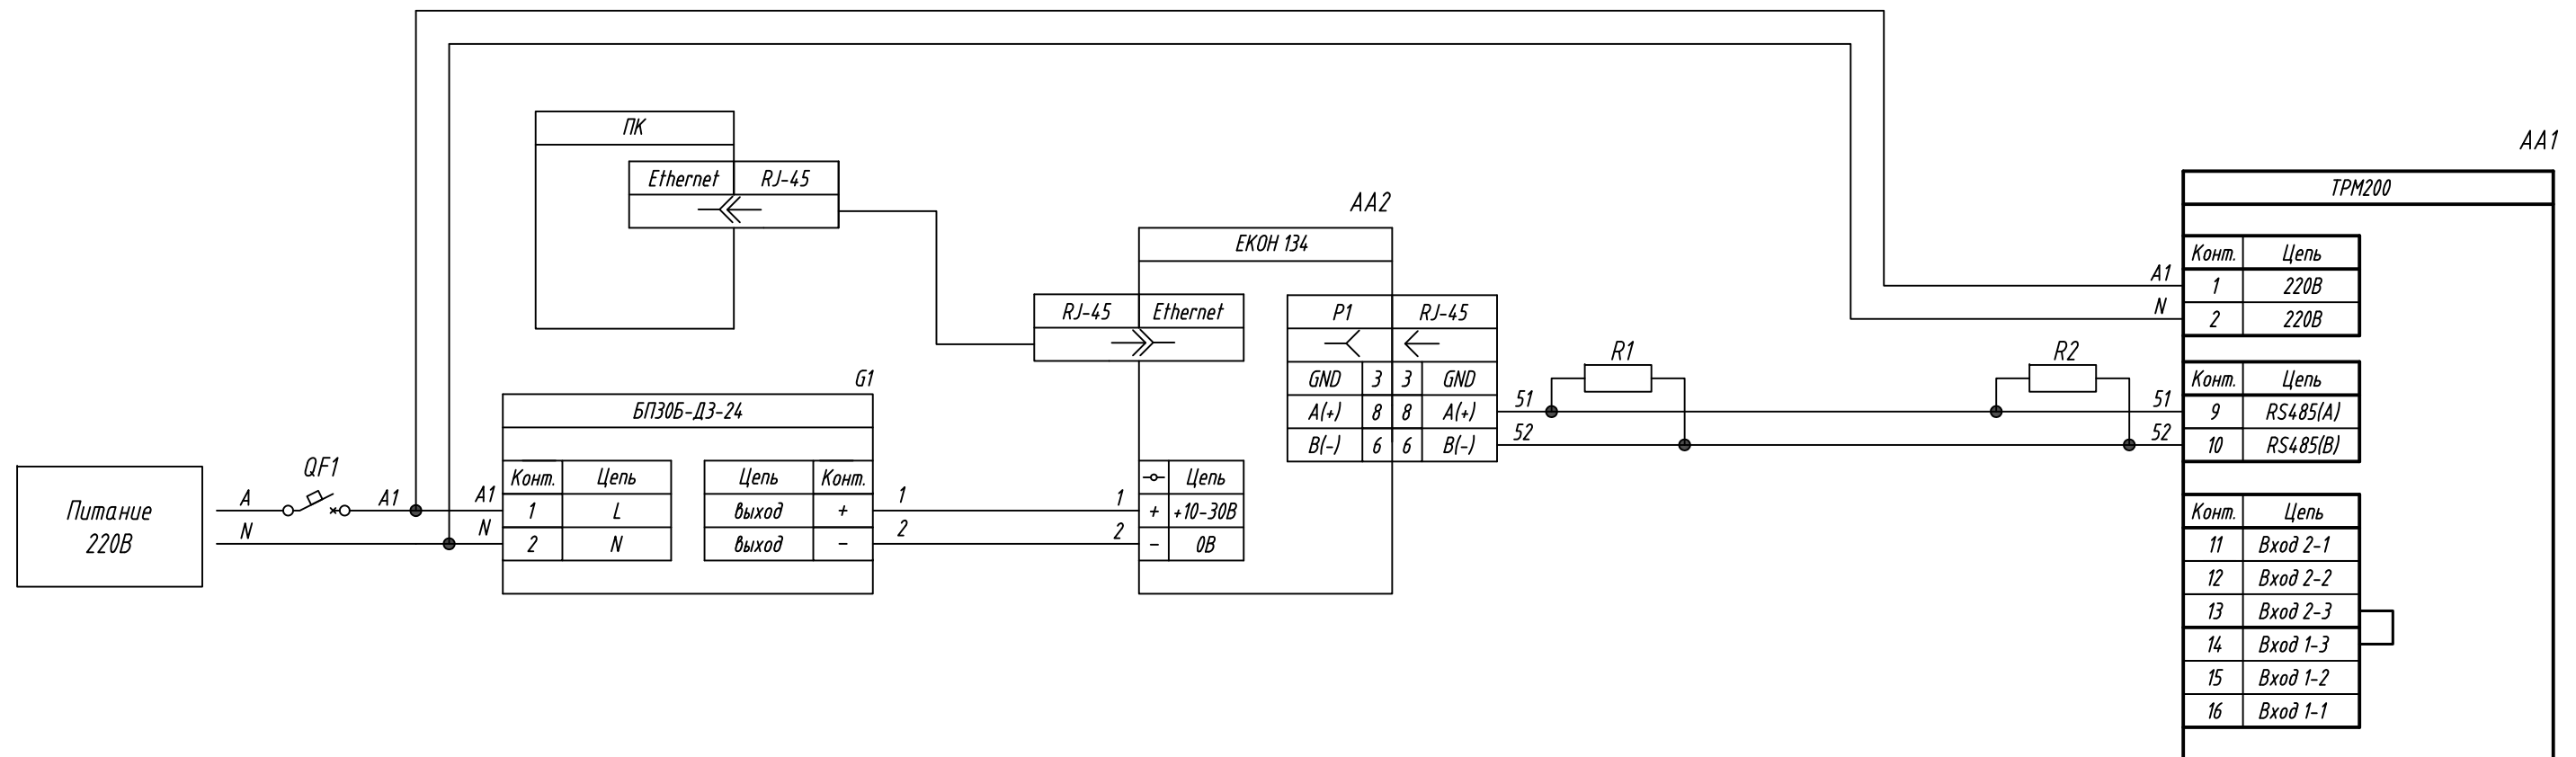 AA1
ТРМ200
Конт. Цепь
1 220В
2 220В
A1
N
Конт. Цепь
9 RS485(A)
10 RS485(B)
51
52
Конт. Цепь
11 Вход 2-1
12 Вход 2-2
13 Вход 2-3
14 Вход 1-3
15 Вход 1-2
16 Вход 1-1
ПК
Ethernet RJ-45
AA2
ЕКОН 134
RJ-45 Ethernet
P1 RJ-45
GND 3 3 GND
A(+) 8 8 A(+)
B(-) 6 6 B(-)
51
52
R1
R2
Цепь
+ +10-30В
- 0В
1
2
G1
БП30Б-Д3-24
Конт. Цепь
1 L
2 N
Цепь Конт.
выход +
выход -
1
2
Питание
220В
A
N
QF1
A1
A1
N